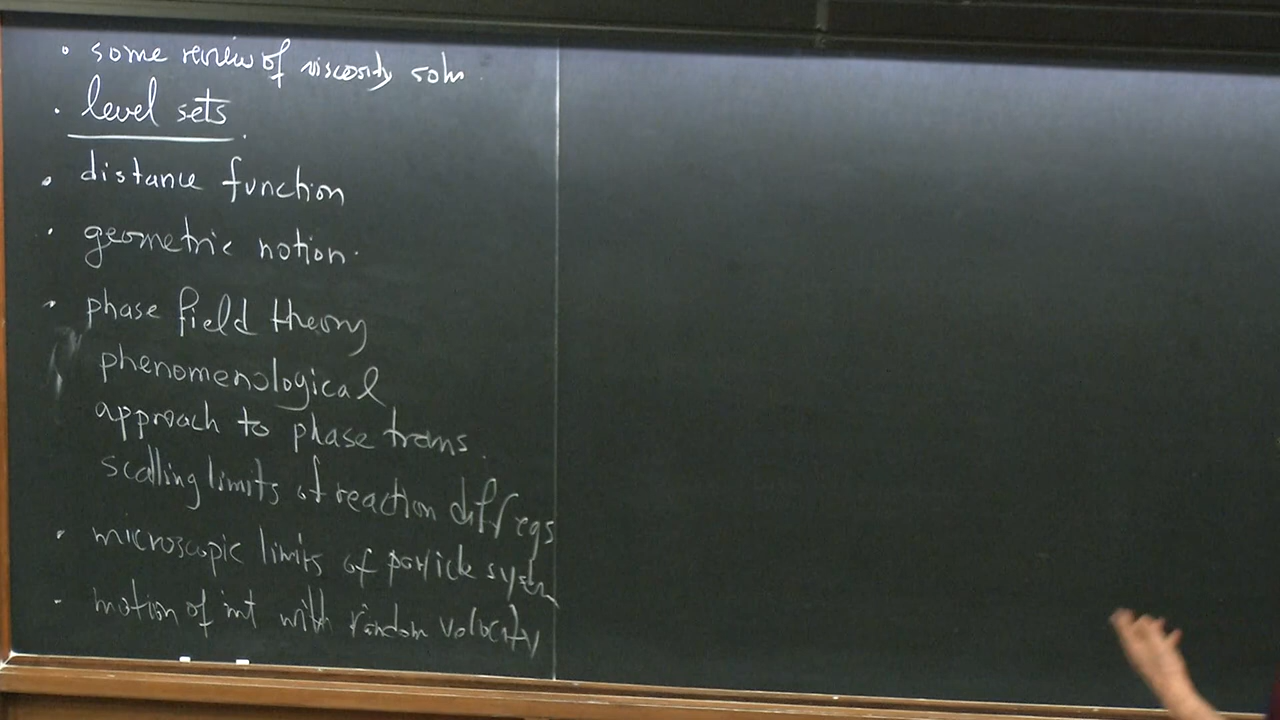 • some review of viscosity soln.
• level sets.
• distance function
• geometric notion.
• phase field theory
phenomenological
approach to phase trans.
scalling limits of reaction diff eqs
• microscopic limits of particle system
• motion of int with random velocity